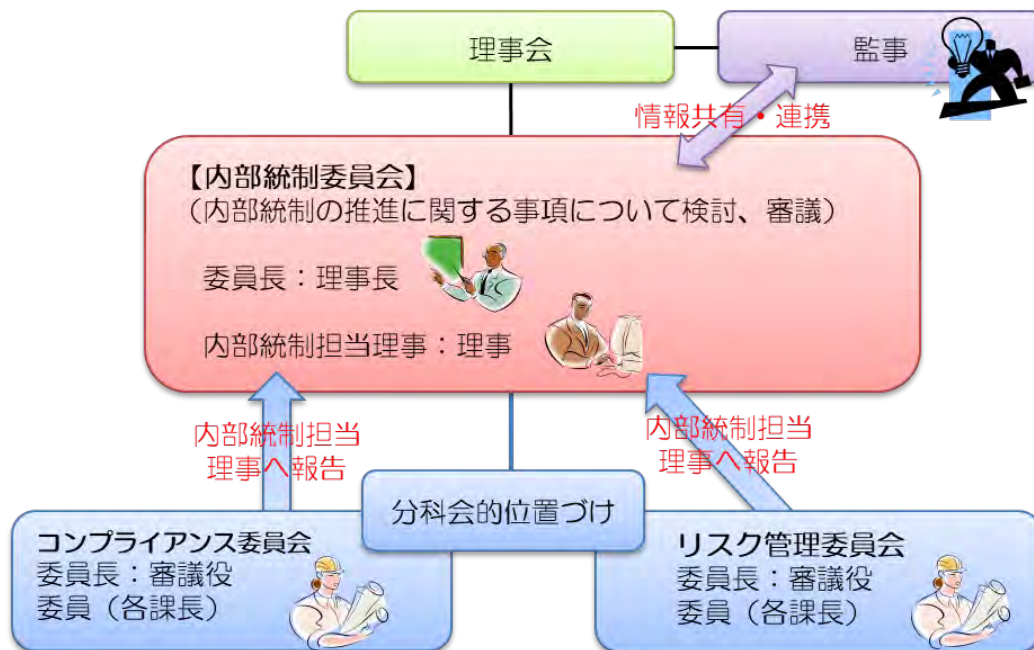 理事会
監事
情報共有・連携
【内部統制委員会】
（内部統制の推進に関する事項について検討、審議）
委員長：理事長
内部統制担当理事：理事
内部統制担当
理事へ報告
内部統制担当
理事へ報告
分科会的位置づけ
コンプライアンス委員会
委員長：審議役
委員（各課長）
リスク管理委員会
委員長：審議役
委員（各課長）